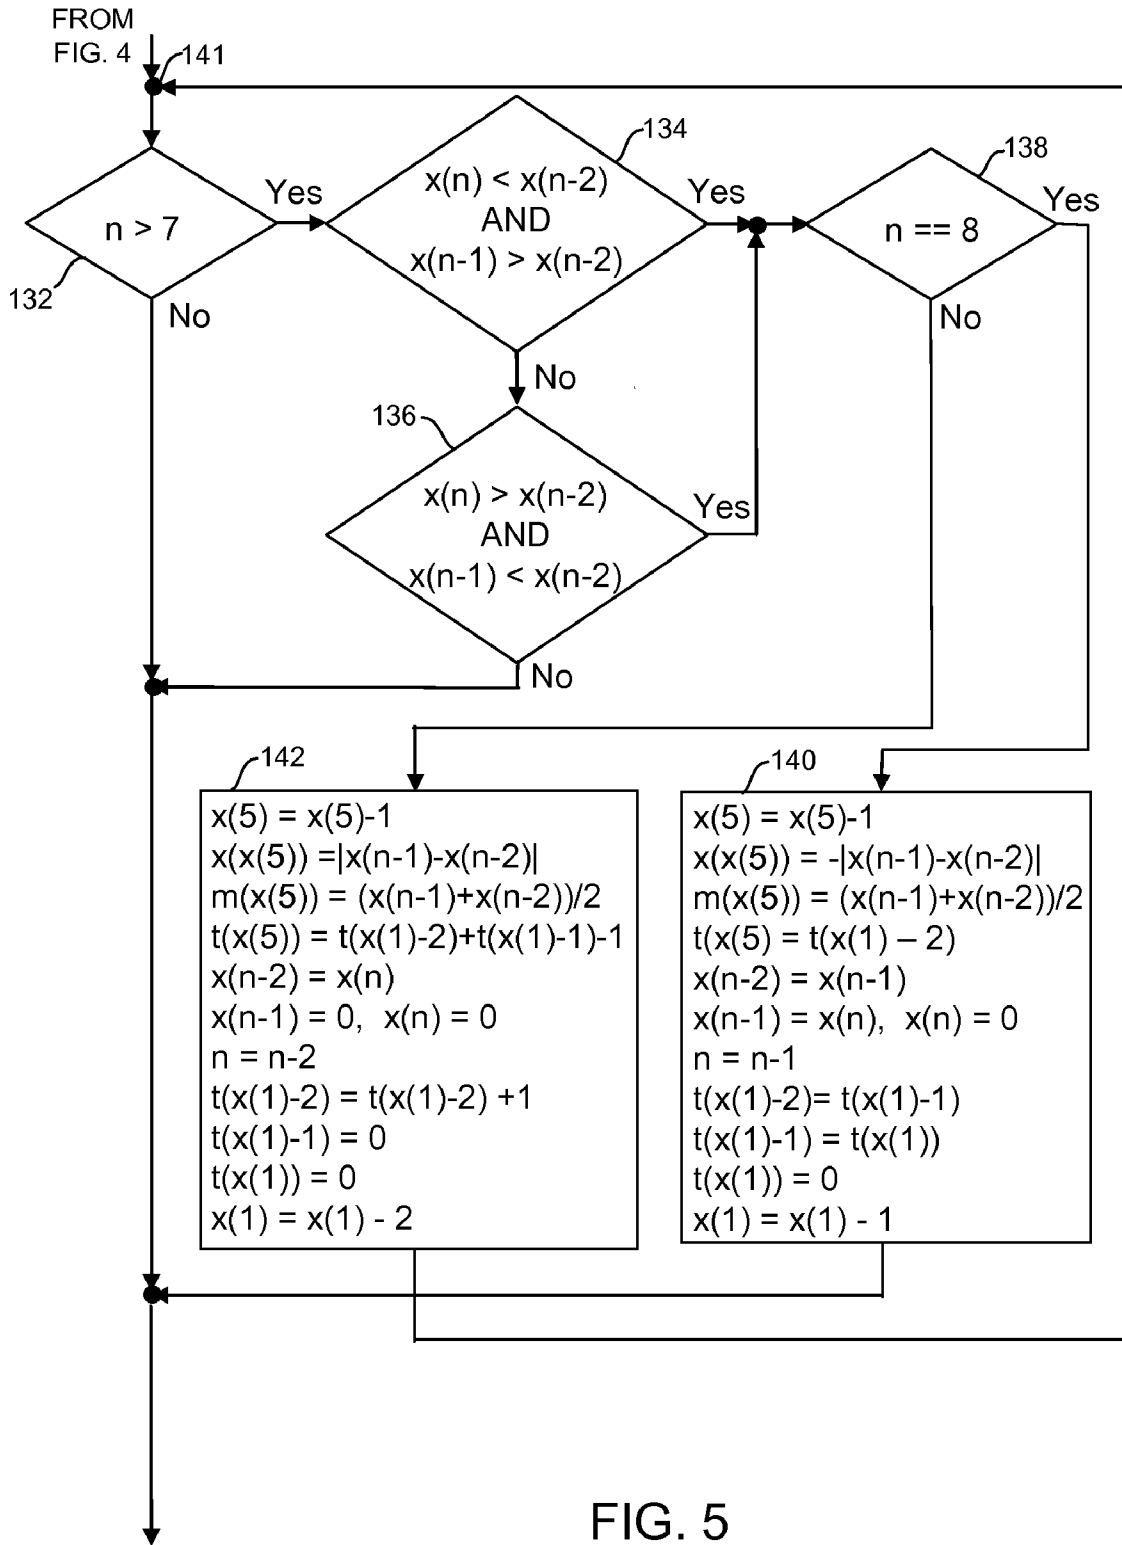 FROM
FIG. 4
141
134
138
x(n) < x(n-2)
AND
x(n-1) > x(n-2)
Yes
Yes
Yes
n > 7
n == 8
132
No
No
No
136
x(n) > x(n-2)
AND
x(n-1) < x(n-2)
Yes
No
142
x(5) = x(5)-1
x(x(5)) =|x(n-1)-x(n-2)|
m(x(5)) = (x(n-1)+x(n-2))/2
t(x(5)) = t(x(1)-2)+t(x(1)-1)-1
x(n-2) = x(n)
x(n-1) = 0, x(n) = 0
n = n-2
t(x(1)-2) = t(x(1)-2) +1
t(x(1)-1) = 0
t(x(1)) = 0
x(1) = x(1) - 2
140
x(5) = x(5)-1
x(x(5)) = -|x(n-1)-x(n-2)|
m(x(5)) = (x(n-1)+x(n-2))/2
t(x(5) = t(x(1) – 2)
x(n-2) = x(n-1)
x(n-1) = x(n), x(n) = 0
n = n-1
t(x(1)-2)= t(x(1)-1)
t(x(1)-1) = t(x(1))
t(x(1)) = 0
x(1) = x(1) - 1
FIG. 5